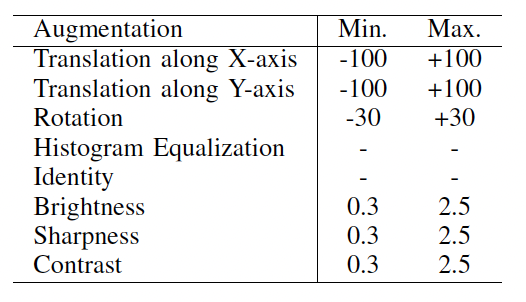 Augmentation Min. Max.
Translation along X-axis -100 +100
Translation along Y-axis -100 +100
Rotation -30 +30
Histogram Equalization - -
Identity - -
Brightness 0.3 2.5
Sharpness 0.3 2.5
Contrast 0.3 2.5